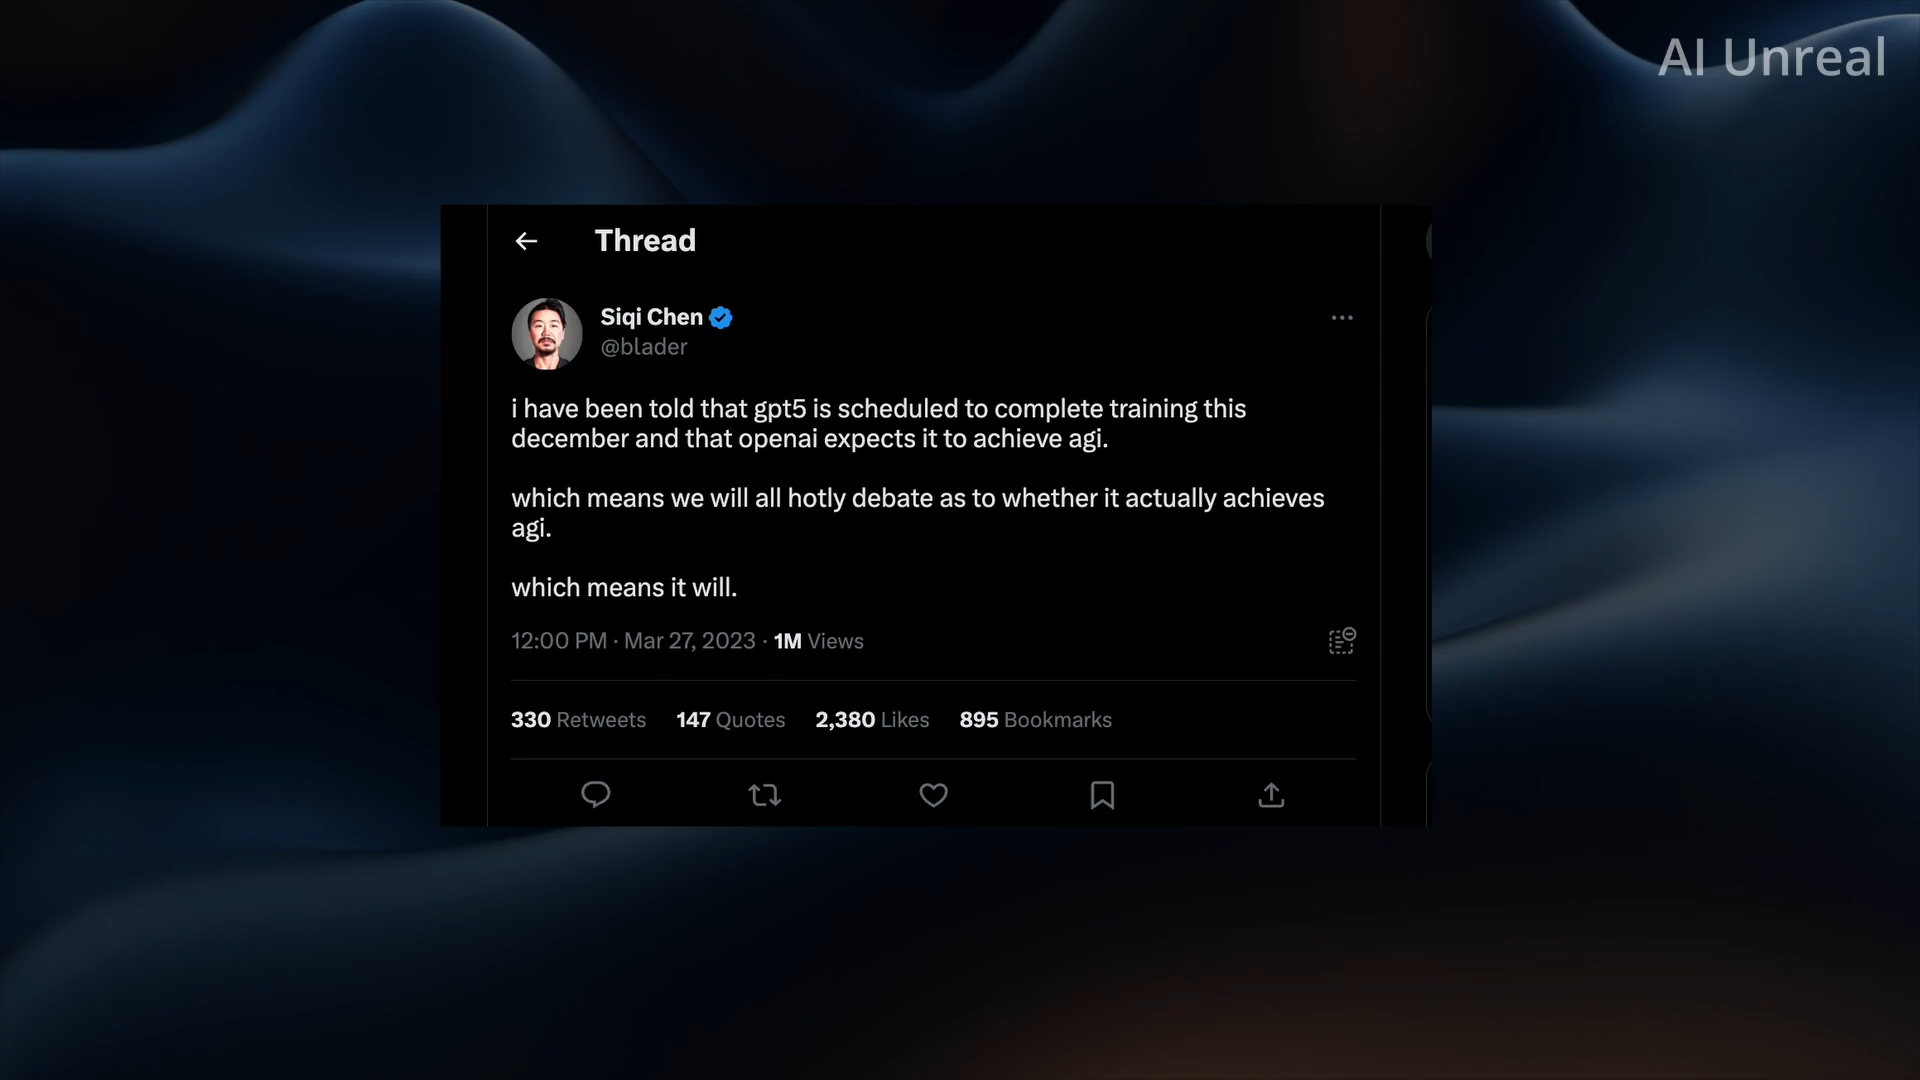 AI Unreal
Thread
Siqi Chen
@blader
i have been told that gpt5 is scheduled to complete training this
december and that openai expects it to achieve agi.
which means we will all hotly debate as to whether it actually achieves
agi.
which means it will.
12:00 PM · Mar 27, 2023 · 1M Views
330 Retweets 147 Quotes 2,380 Likes 895 Bookmarks